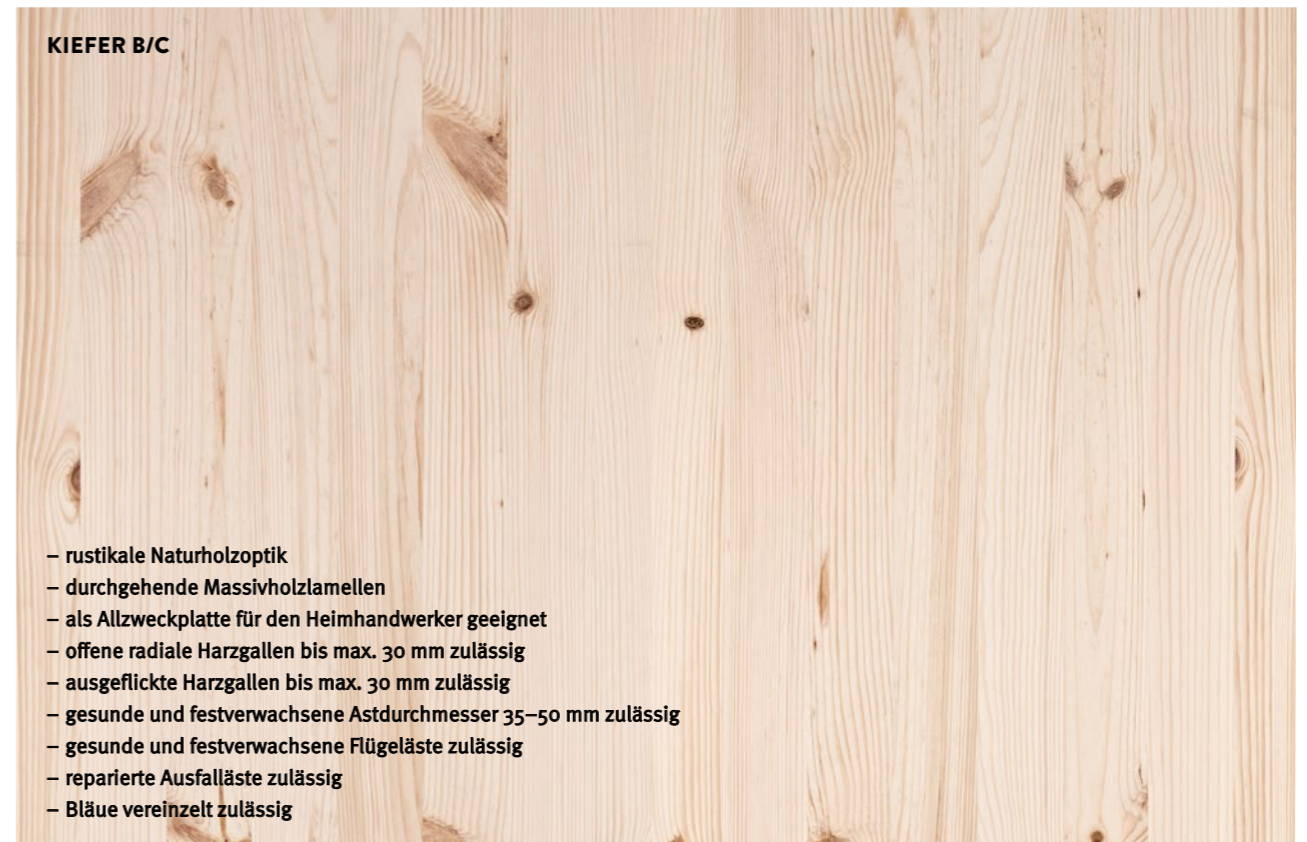 KIEFER B/C
– rustikale Naturholzoptik
– durchgehende Massivholzlamellen
– als Allzweckplatte für den Heimhandwerker geeignet
– offene radiale Harzgallen bis max. 30 mm zulässig
– ausgeflickte Harzgallen bis max. 30 mm zulässig
– gesunde und festverwachsene Astdurchmesser 35–50 mm zulässig
– gesunde und festverwachsene Flügeläste zulässig
– reparierte Ausfalläste zulässig
– Bläue vereinzelt zulässig